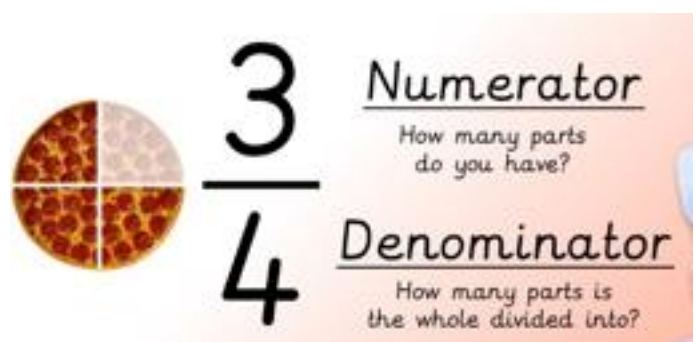 3
4
Numerator
How many parts
do you have?
Denominator
How many parts is
the whole divided into?